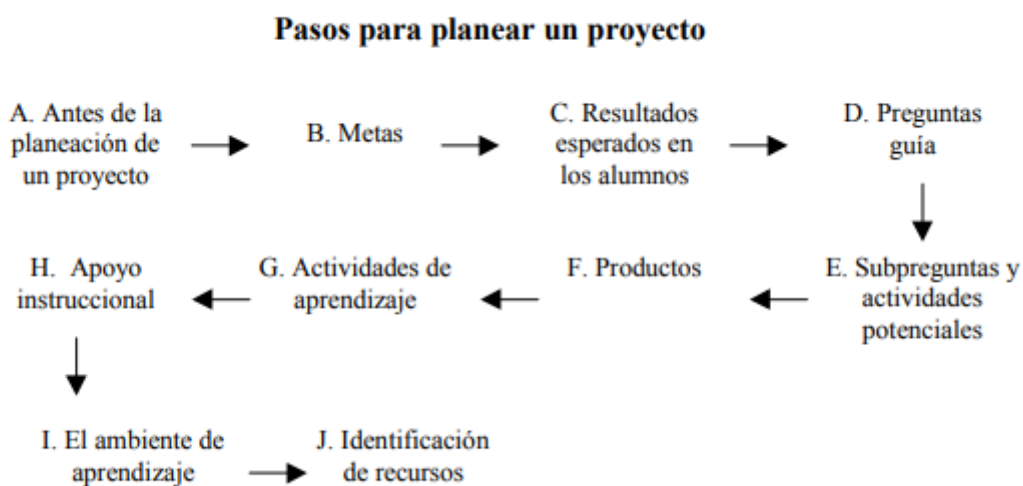 Pasos para planear un proyecto
A. Antes de la
planeación de
un proyecto
B. Metas
C. Resultados
esperados en
los alumnos
D. Preguntas
guía
E. Subpreguntas y
actividades
potenciales
F. Productos
G. Actividades de
aprendizaje
H. Apoyo
instruccional
I. El ambiente de
aprendizaje
J. Identificación
de recursos